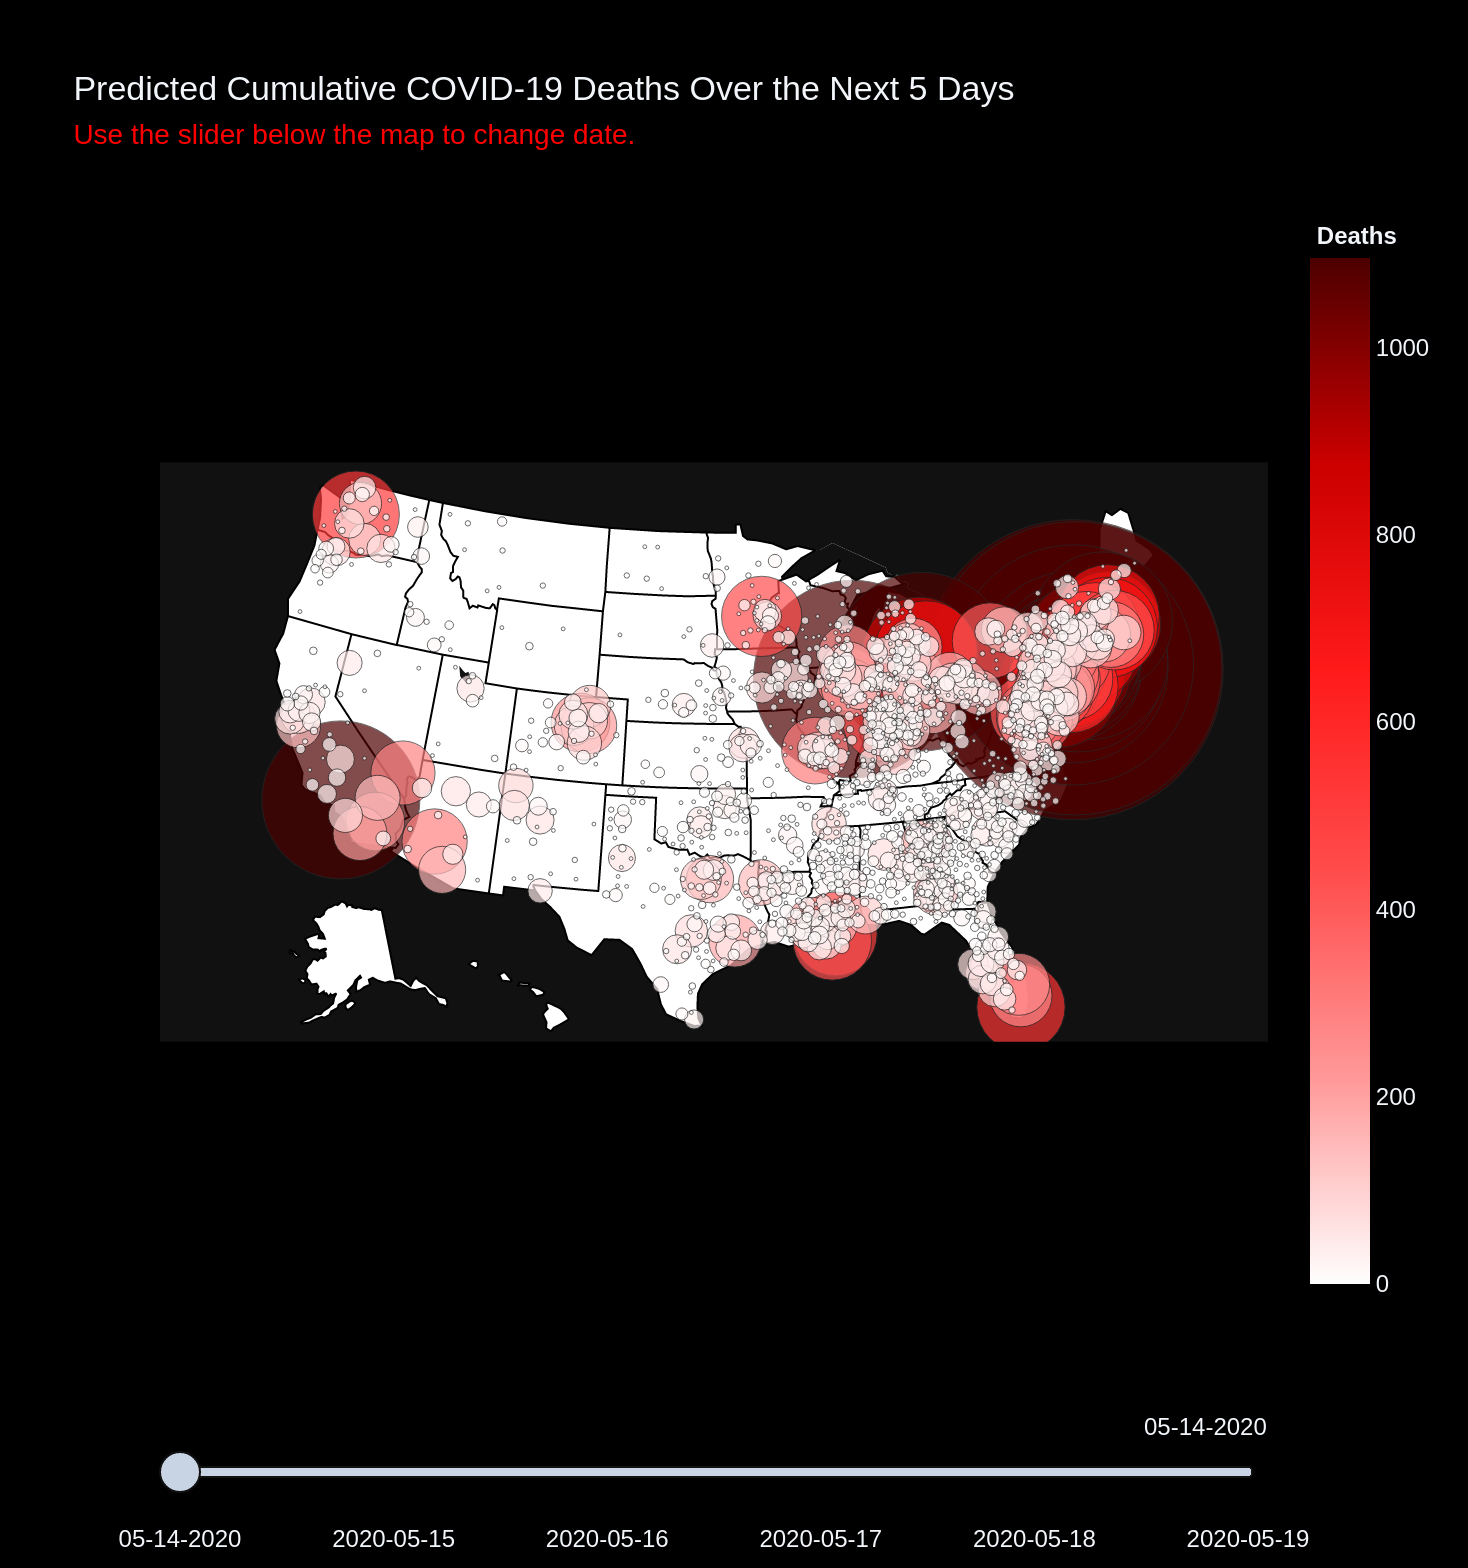 Predicted Cumulative COVID-19 Deaths Over the Next 5 Days
Use the slider below the map to change date.
Deaths
1000
800
600
400
200
0
05-14-2020
05-14-2020 2020-05-15 2020-05-16 2020-05-17 2020-05-18 2020-05-19